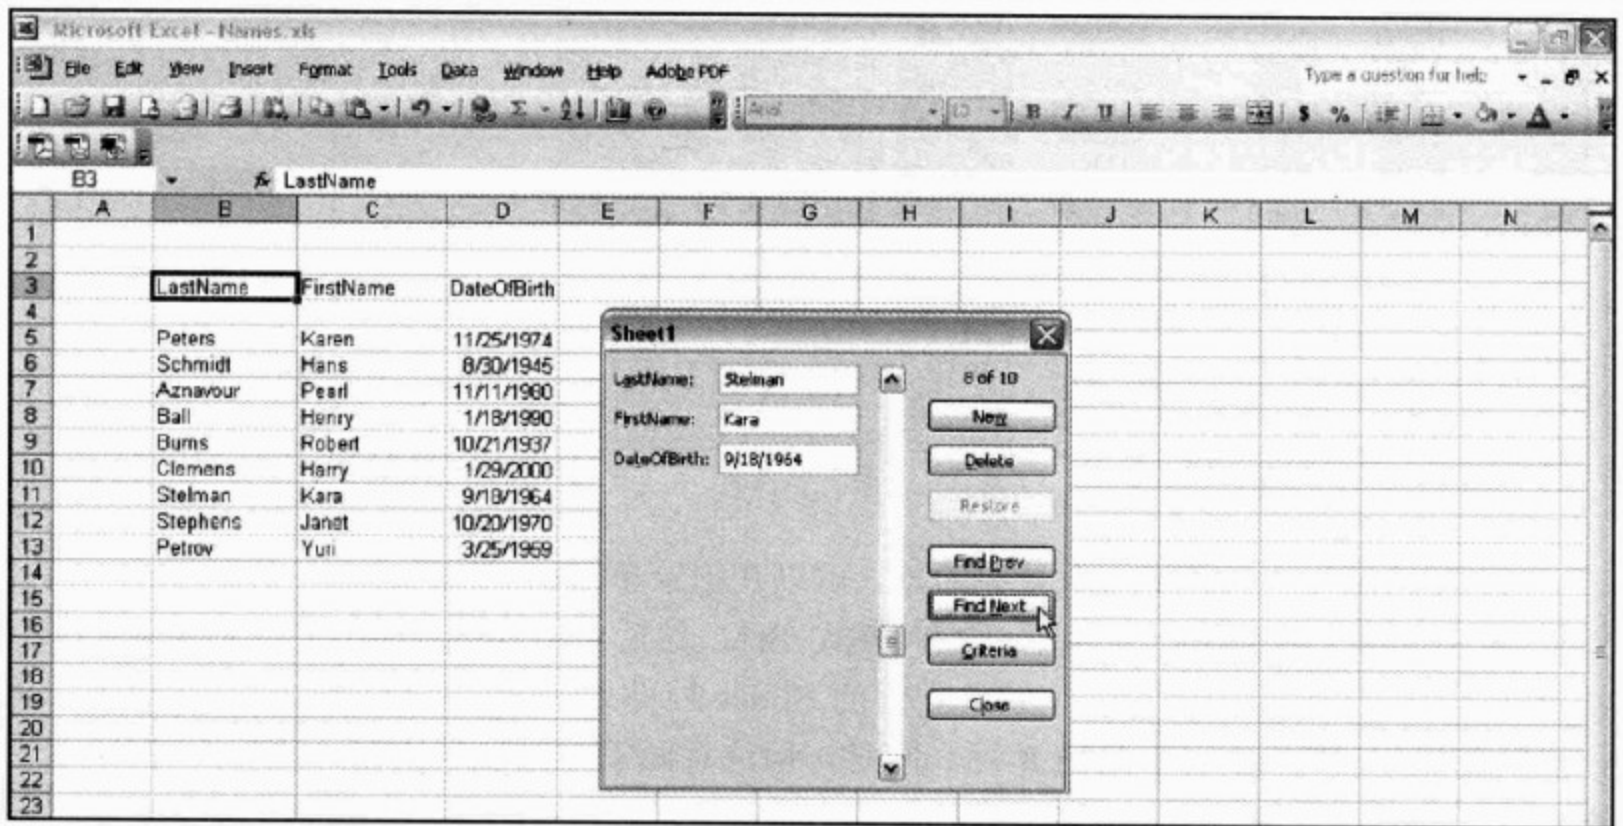 Microsoft Excel - Names.xls
File Edit View Insert Format Tools Data Window Help Adobe PDF Type a question for help
Arial 10 B I U $ % A
B3 fx LastName
A B C D E F G H I J K L M N
1
2
3 LastName FirstName DateOfBirth
4
5 Peters Karen 11/25/1974
6 Schmidt Hans 8/30/1945
7 Aznavour Pearl 11/11/1980
8 Ball Henry 1/18/1990
9 Burns Robert 10/21/1937
10 Clemens Harry 1/29/2000
11 Stelman Kara 9/18/1964
12 Stephens Janet 10/20/1970
13 Petrov Yuri 3/25/1969
14
15
16
17
18
19
20
21
22
23
Sheet1
LastName: Stelman
FirstName: Kara
DateOfBirth: 9/18/1964
8 of 10
New
Delete
Restore
Find Prev
Find Next
Criteria
Close